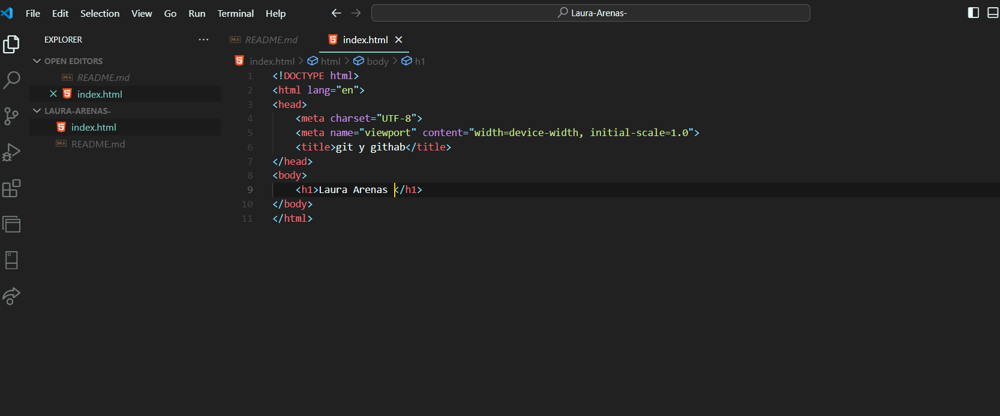 File Edit Selection View Go Run Terminal Help Laura-Arenas-
EXPLORER ...
OPEN EDITORS
README.md
index.html
LAURA-ARENAS-
index.html
README.md
README.md index.html
index.html > html > body > h1
1 <!DOCTYPE html>
2 <html lang="en">
3 <head>
4 <meta charset="UTF-8">
5 <meta name="viewport" content="width=device-width, initial-scale=1.0">
6 <title>git y githab</title>
7 </head>
8 <body>
9 <h1>Laura Arenas </h1>
10 </body>
11 </html>